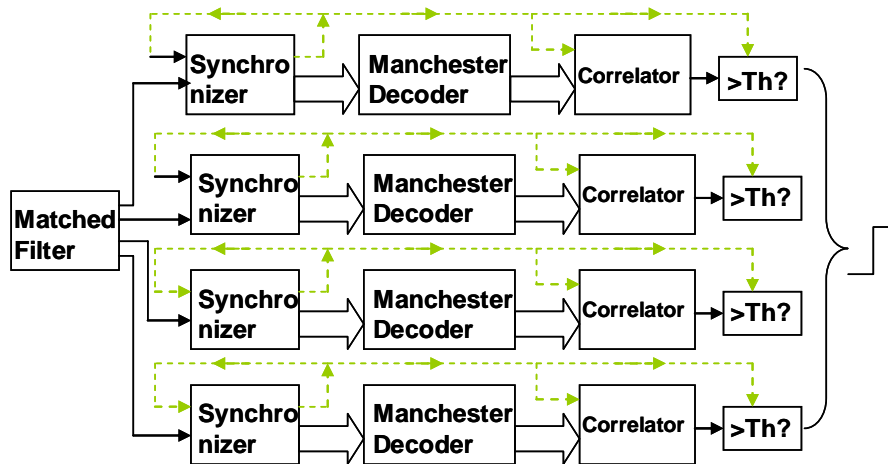 Synchro
nizer
Manchester
Decoder
Correlator
>Th?
Synchro
nizer
Manchester
Decoder
Correlator
>Th?
Matched
Filter
Synchro
nizer
Manchester
Decoder
Correlator
>Th?
Synchro
nizer
Manchester
Decoder
Correlator
>Th?